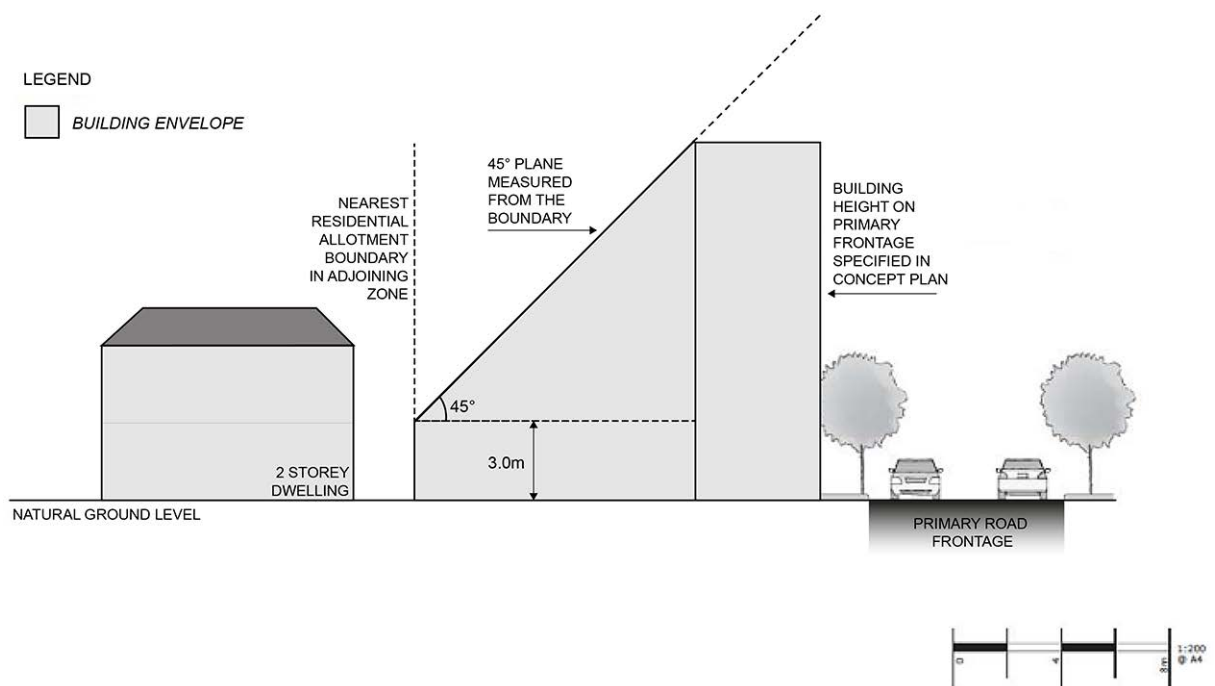 LEGEND
BUILDING ENVELOPE
NEAREST
RESIDENTIAL
ALLOTMENT
BOUNDARY
IN ADJOINING
ZONE
45° PLANE
MEASURED
FROM THE
BOUNDARY
BUILDING
HEIGHT ON
PRIMARY
FRONTAGE
SPECIFIED IN
CONCEPT PLAN
45°
3.0m
2 STOREY
DWELLING
NATURAL GROUND LEVEL
PRIMARY ROAD
FRONTAGE
0
4
8m
1:200
@ A4